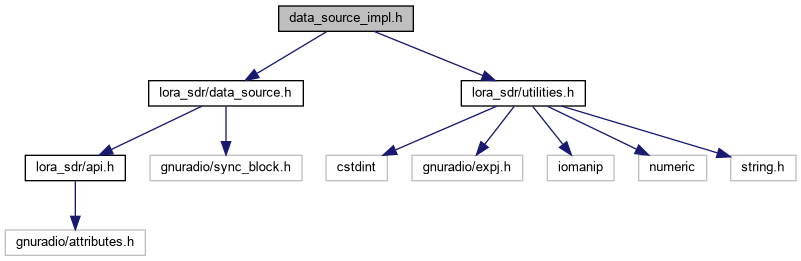 data_source_impl.h
lora_sdr/data_source.h
lora_sdr/utilities.h
lora_sdr/api.h
gnuradio/sync_block.h
cstdint
gnuradio/expj.h
iomanip
numeric
string.h
gnuradio/attributes.h